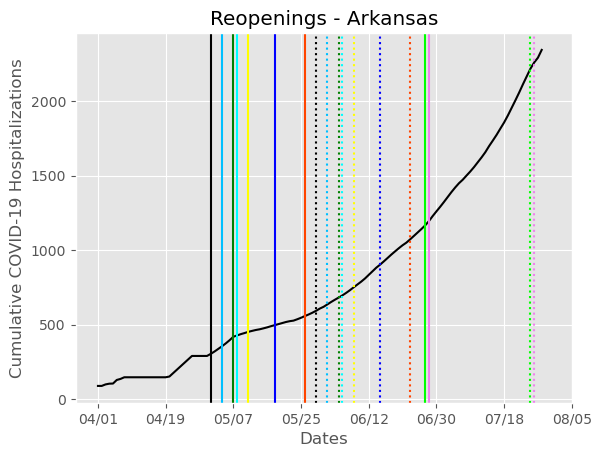 Reopenings - Arkansas
Cumulative COVID-19 Hospitalizations
2000
1500
1000
500
0
04/01 04/19 05/07 05/25 06/12 06/30 07/18 08/05
Dates